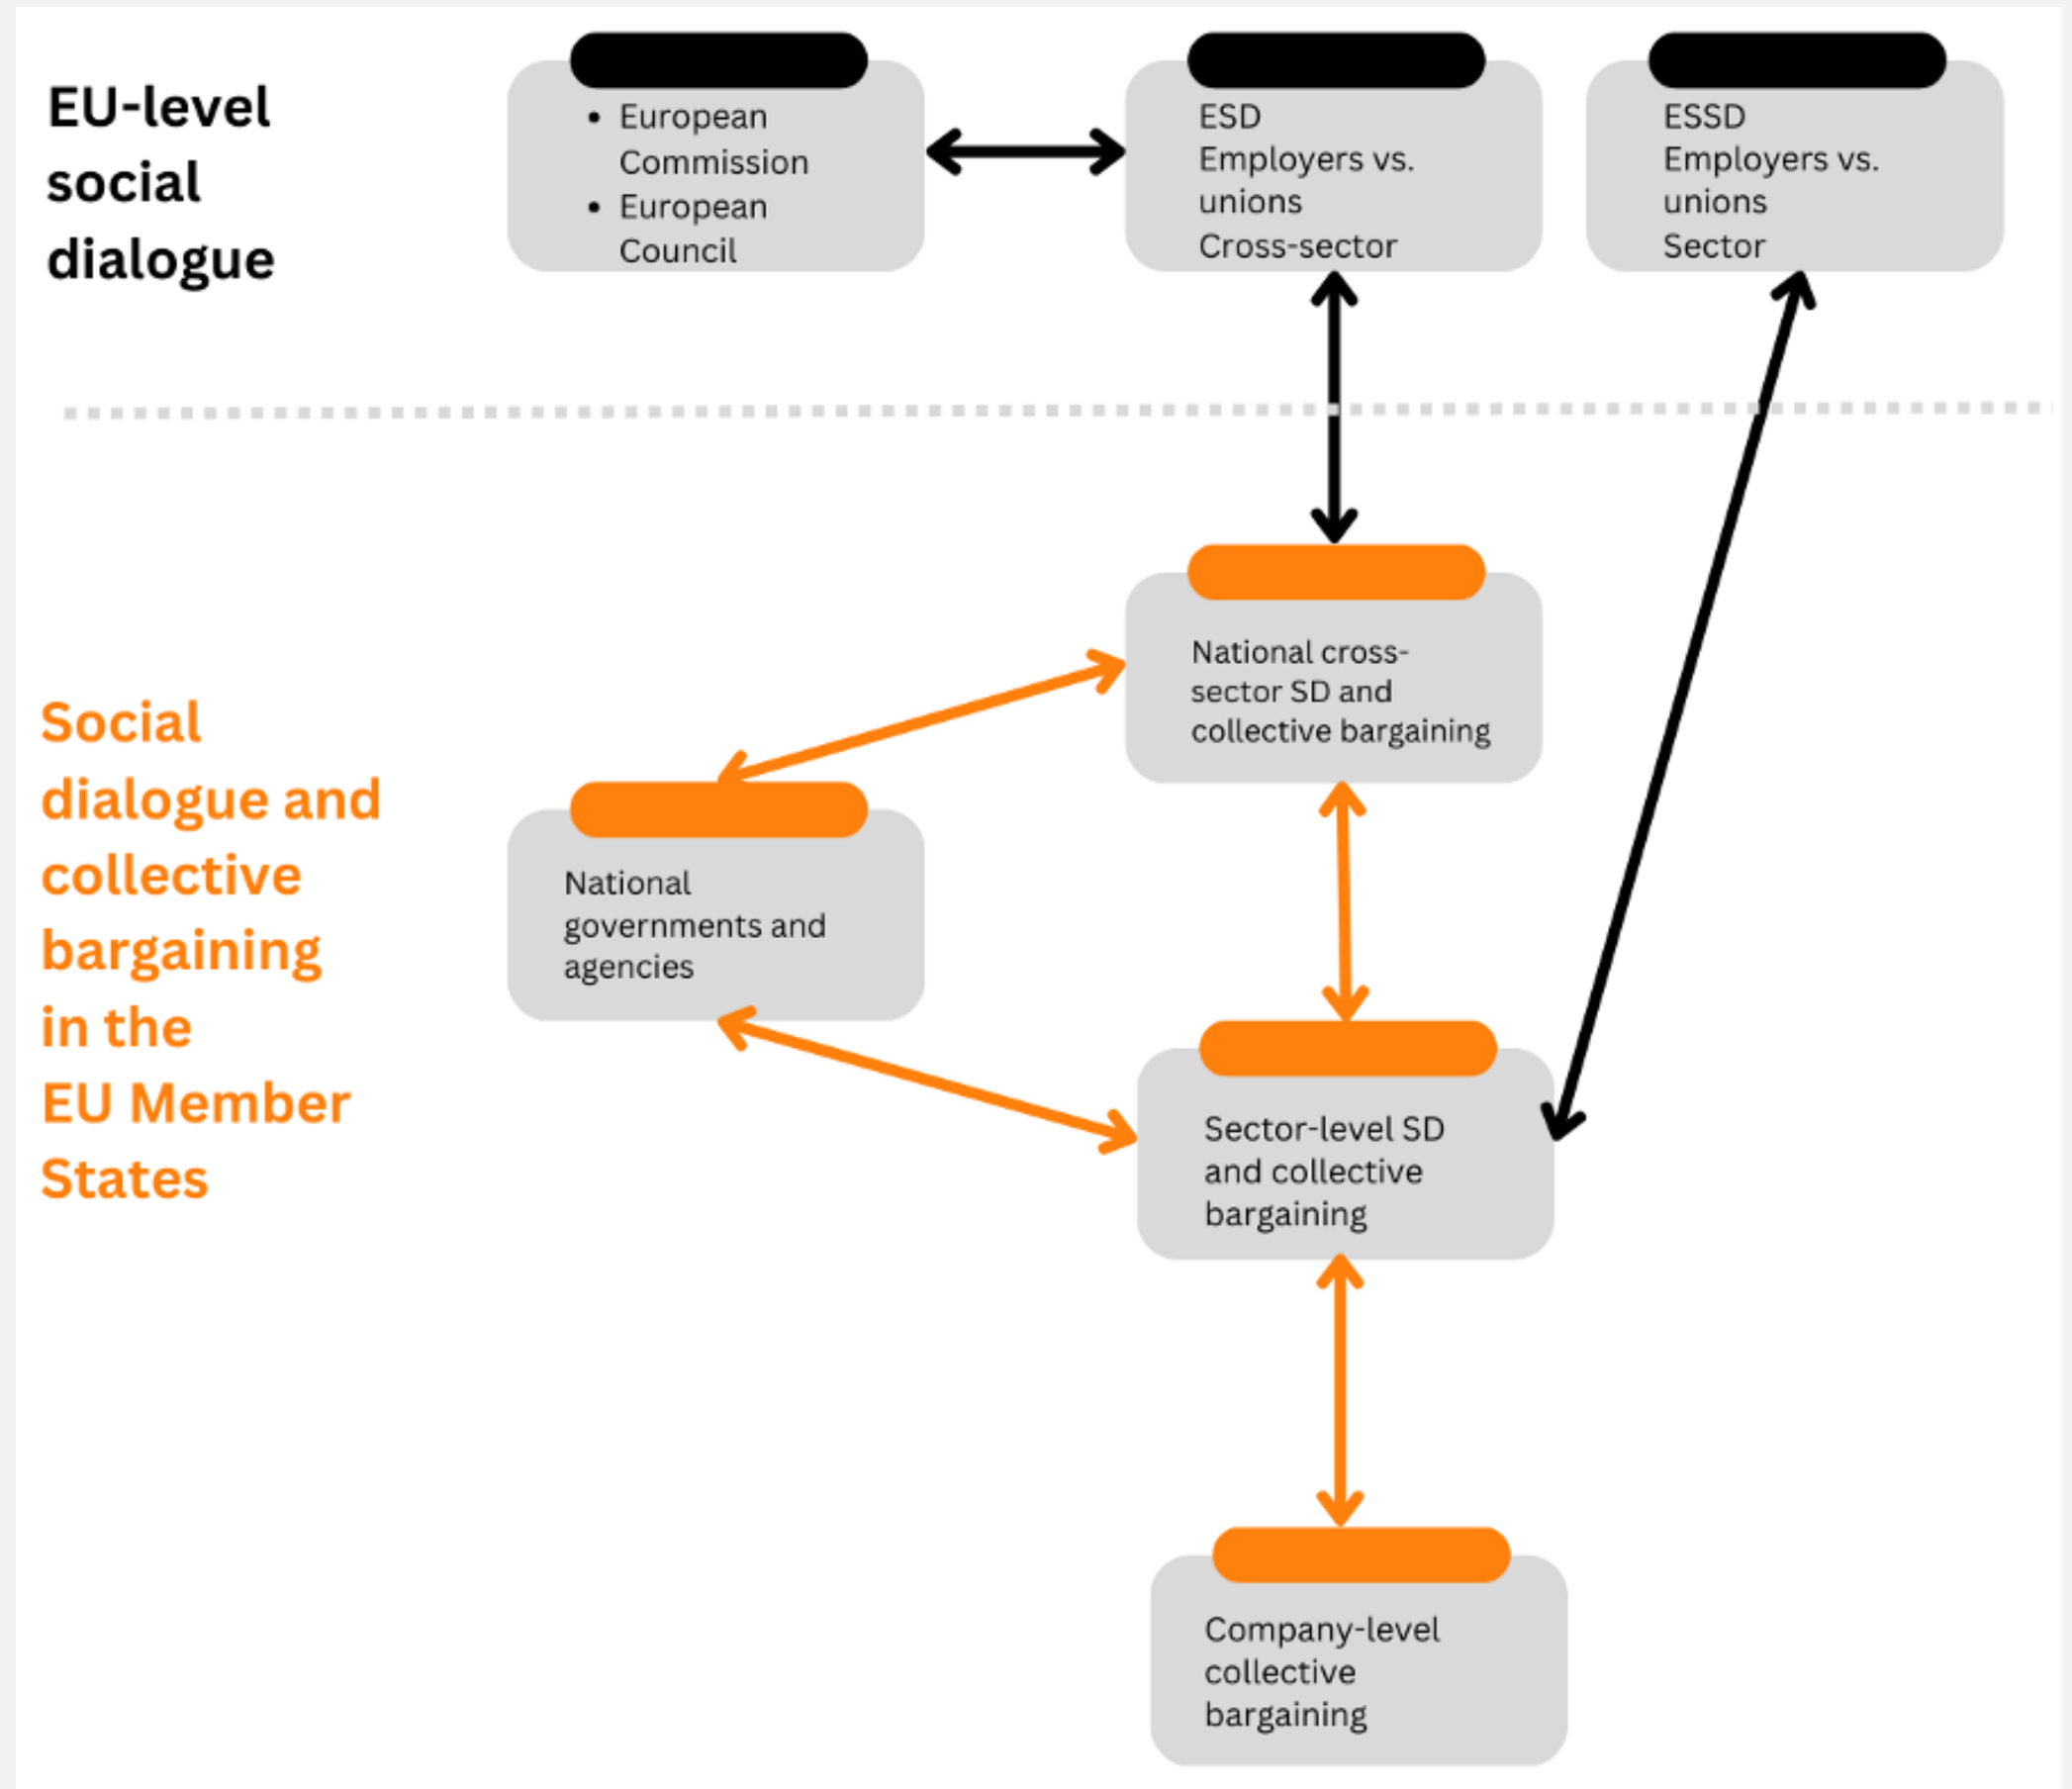 EU-level
social
dialogue
• European
Commission
• European
Council
ESD
Employers vs.
unions
Cross-sector
ESSD
Employers vs.
unions
Sector
Social
dialogue and
collective
bargaining
in the
EU Member
States
National cross-
sector SD and
collective bargaining
National
governments and
agencies
Sector-level SD
and collective
bargaining
Company-level
collective
bargaining